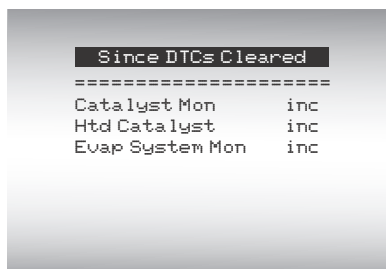 Since DTCs Cleared
=====================
Catalyst Mon inc
Htd Catalyst inc
Evap System Mon inc